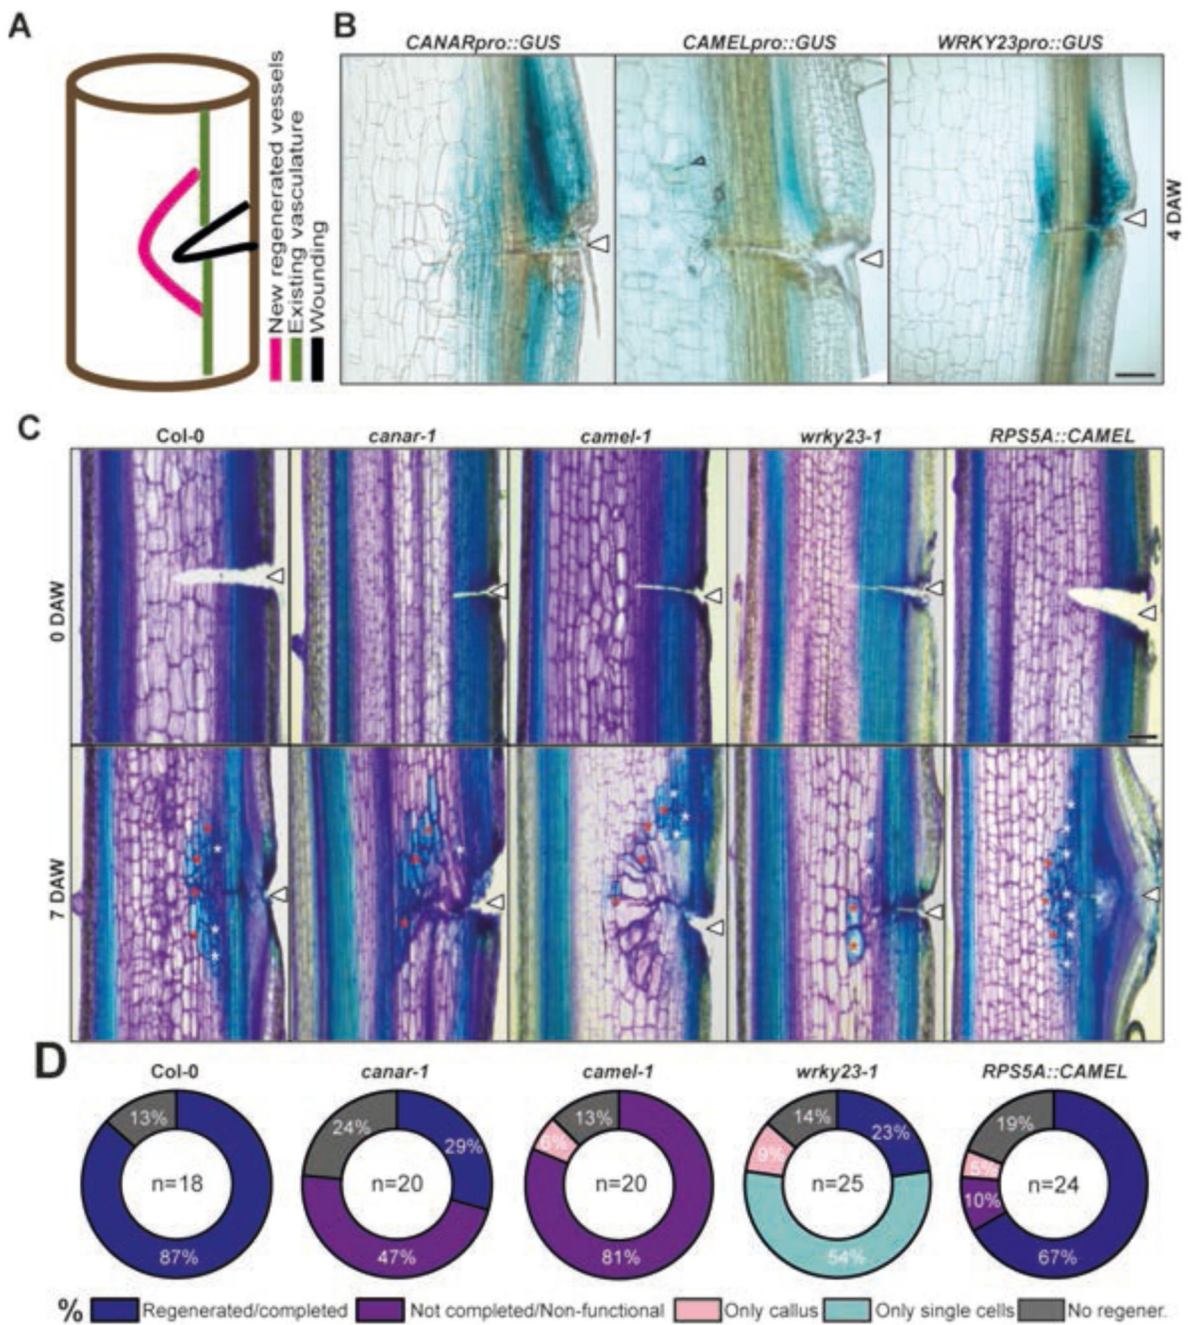 A
New regenerated vessels
Existing vasculature
Wounding
B
CANARpro::GUS
CAMELpro::GUS
WRKY23pro::GUS
4 DAW
C
Col-0
canar-1
camel-1
wrky23-1
RPS5A::CAMEL
0 DAW
7 DAW
D
Col-0
canar-1
camel-1
wrky23-1
RPS5A::CAMEL
13%
87%
n=18
24%
29%
47%
n=20
6%
13%
81%
n=20
14%
9%
23%
54%
n=25
19%
5%
10%
67%
n=24
% Regenerated/completed Not completed/Non-functional Only callus Only single cells No regener.